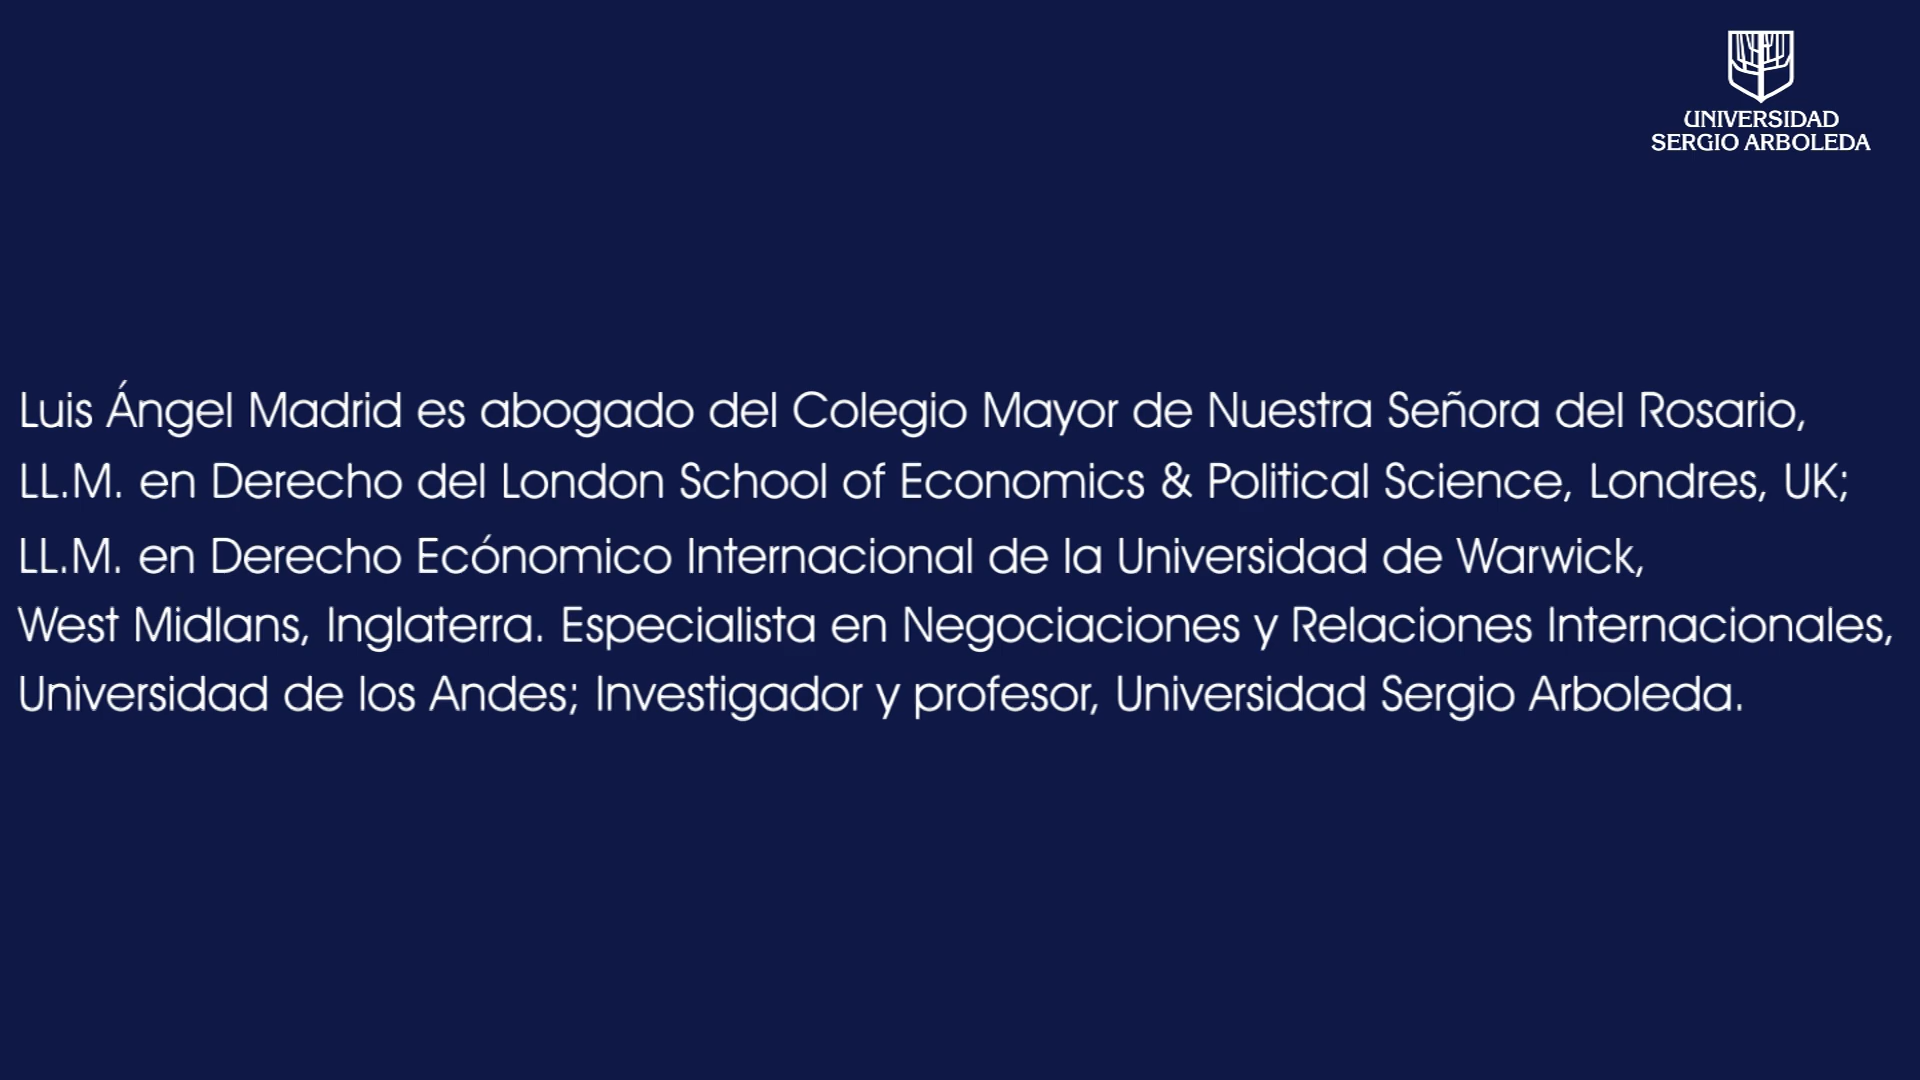 UNIVERSIDAD
SERGIO ARBOLEDA
Luis Ángel Madrid es abogado del Colegio Mayor de Nuestra Señora del Rosario,
LL.M. en Derecho del London School of Economics & Political Science, Londres, UK;
LL.M. en Derecho Ecónomico Internacional de la Universidad de Warwick,
West Midlans, Inglaterra. Especialista en Negociaciones y Relaciones Internacionales,
Universidad de los Andes; Investigador y profesor, Universidad Sergio Arboleda.